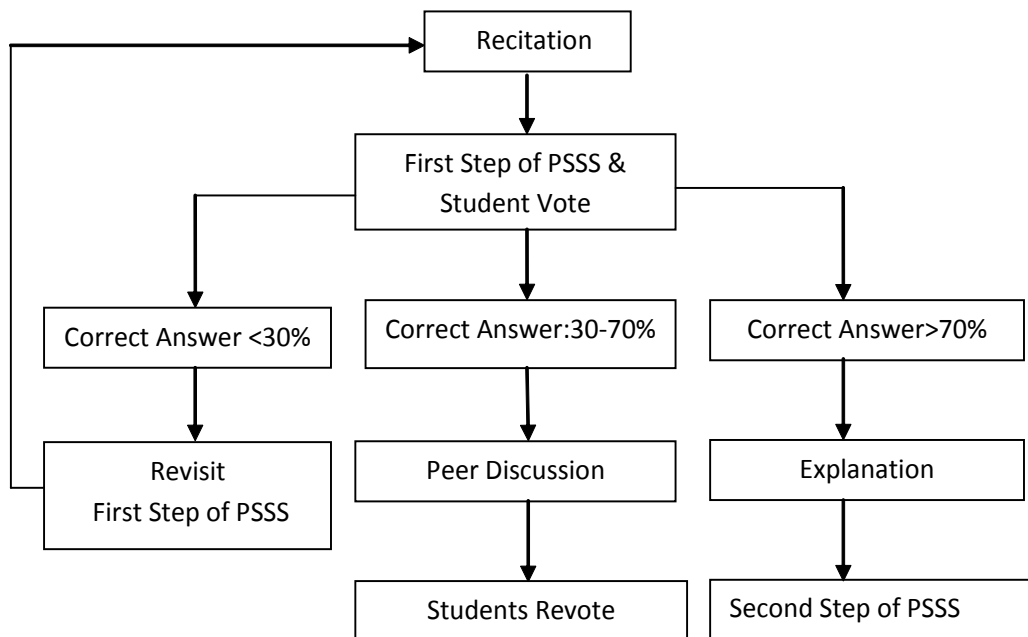 Recitation
First Step of PSSS &
Student Vote
Correct Answer <30%
Correct Answer:30-70%
Correct Answer>70%
Revisit
First Step of PSSS
Peer Discussion
Explanation
Students Revote
Second Step of PSSS